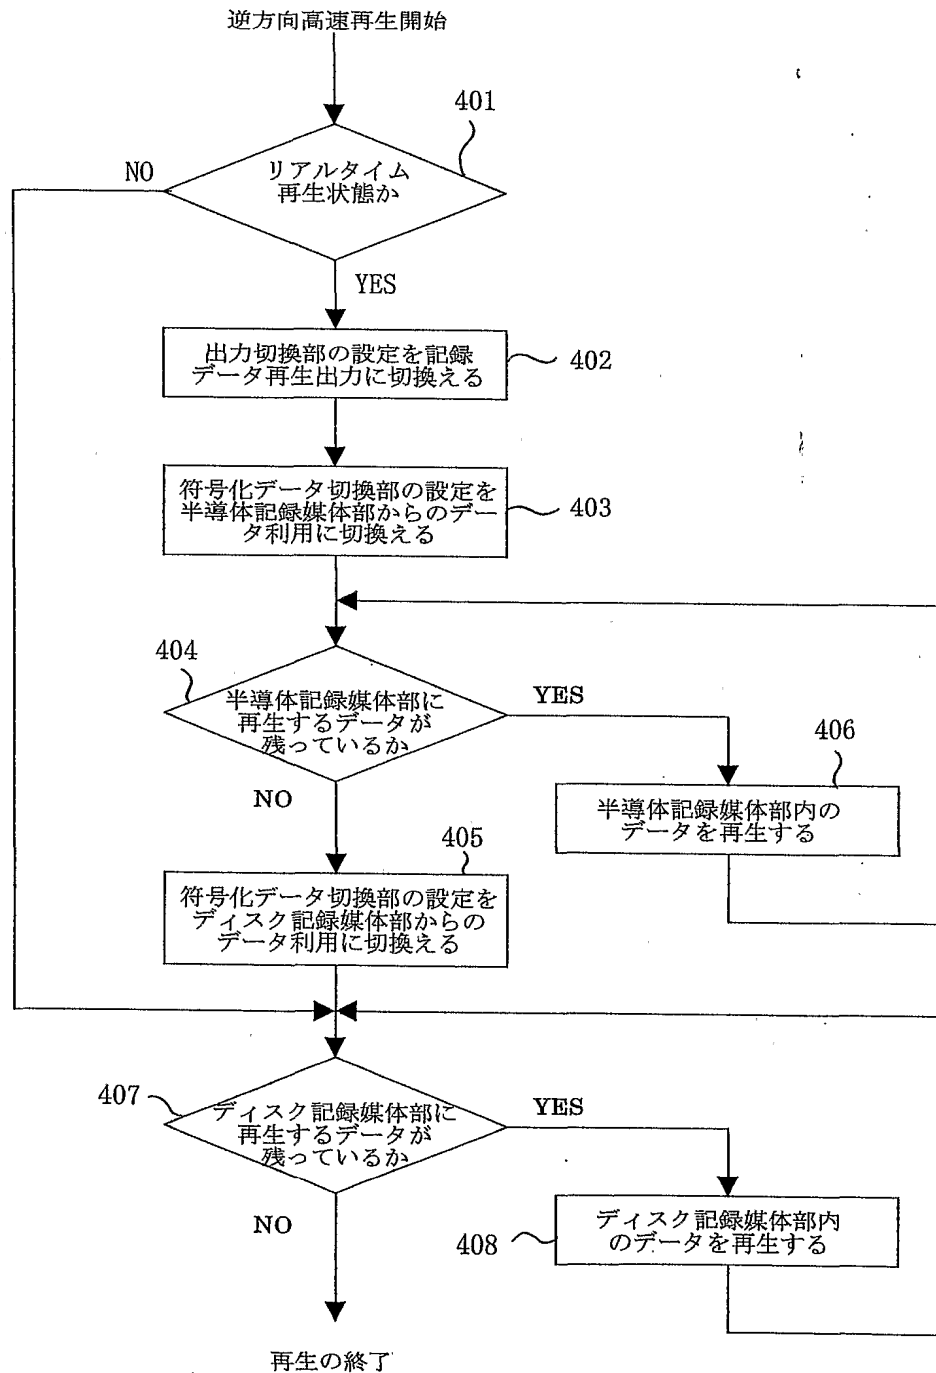 逆方向高速再生開始
401
NO
リアルタイム
再生状態か
YES
出力切換部の設定を記録
データ再生出力に切換える
402
符号化データ切換部の設定を
半導体記録媒体部からのデー
タ利用に切換える
403
404
半導体記録媒体部に
再生するデータが
残っているか
YES
NO
406
半導体記録媒体部内の
データを再生する
405
符号化データ切換部の設定を
ディスク記録媒体部からの
データ利用に切換える
407
ディスク記録媒体部に
再生するデータが
残っているか
YES
NO
408
ディスク記録媒体部内
のデータを再生する
再生の終了